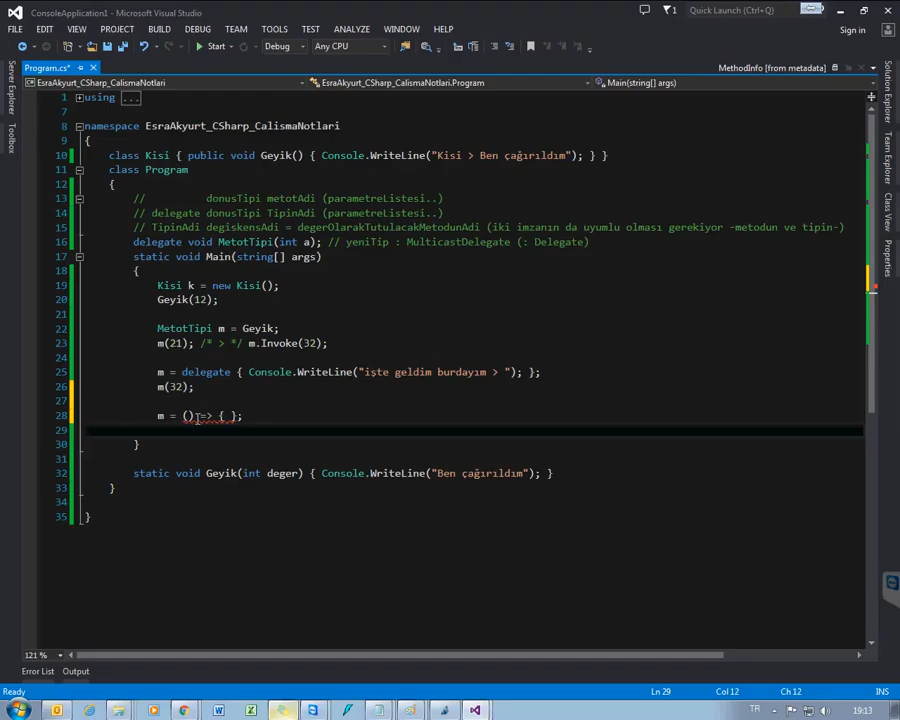 ConsoleApplication1 - Microsoft Visual Studio
1
Quick Launch (Ctrl+Q)
FILE EDIT VIEW PROJECT BUILD DEBUG TEAM TOOLS TEST ANALYZE WINDOW HELP
Sign in
Start Debug Any CPU
Program.cs*
MethodInfo [from metadata]
EsraAkyurt_CSharp_CalismaNotlari EsraAkyurt_CSharp_CalismaNotlari.Program Main(string[] args)
Server Explorer
Toolbox
Solution Explorer
Team Explorer
Class View
Properties
1 using ...
7
8 namespace EsraAkyurt_CSharp_CalismaNotlari
9 {
10 class Kisi { public void Geyik() { Console.WriteLine("Kisi > Ben çağırıldım"); } }
11 class Program
12 {
13 // donusTipi metotAdi (parametreListesi..)
14 // delegate donusTipi TipinAdi (parametreListesi..)
15 // TipinAdi degiskensAdi = degerOlarakTutulacakMetodunAdi (iki imzanın da uyumlu olması gerekiyor -metodun ve tipin-)
16 delegate void MetotTipi(int a); // yeniTip : MulticastDelegate (: Delegate)
17 static void Main(string[] args)
18 {
19 Kisi k = new Kisi();
20 Geyik(12);
21
22 MetotTipi m = Geyik;
23 m(21); /* > */ m.Invoke(32);
24
25 m = delegate { Console.WriteLine("işte geldim burdayım > "); };
26 m(32);
27
28 m = () => { };
29
30 }
31
32 static void Geyik(int deger) { Console.WriteLine("Ben çağırıldım"); }
33 }
34
35 }
121 %
Error List Output
Ready Ln 29 Col 12 Ch 12 INS
TR 19:13